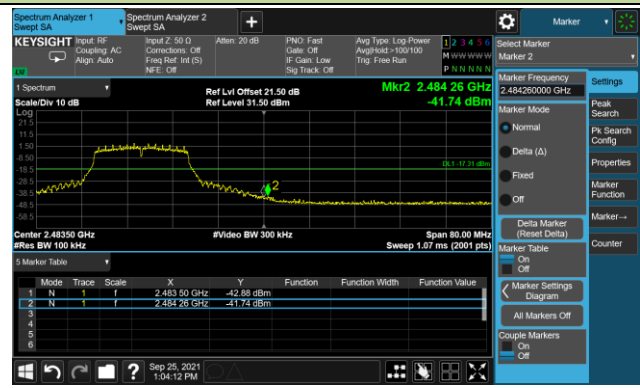 Spectrum Analyzer 1
Swept SA
Spectrum Analyzer 2
Swept SA
+
Marker
KEYSIGHT
Input: RF
Coupling: AC
Align: Auto
Input Z: 50 Ω
Corrections: Off
Freq Ref: Int (S)
NFE: Off
Atten: 20 dB
PNO: Fast
Gate: Off
IF Gain: Low
Sig Track: Off
Avg Type: Log-Power
Avg|Hold:>100/100
Trig: Free Run
1 2 3 4 5 6
M W W W W W
P N N N N N
LW
Select Marker
Marker 2
1 Spectrum
Scale/Div 10 dB
Log
Ref Lvl Offset 21.50 dB
Ref Level 31.50 dBm
Mkr2 2.484 26 GHz
-41.74 dBm
21.5
11.5
1.50
-8.50
-18.5
-28.5
-38.5
-48.5
-58.5
DL1 -17.31 dBm
2
Center 2.48350 GHz
#Res BW 100 kHz
#Video BW 300 kHz
Span 80.00 MHz
Sweep 1.07 ms (2001 pts)
5 Marker Table
Mode Trace Scale X Y Function Function Width Function Value
1 N 1 f 2.483 50 GHz -42.88 dBm
2 N 1 f 2.484 26 GHz -41.74 dBm
3
4
5
6
Marker Frequency
2.484260000 GHz
Marker Mode
Normal
Delta (Δ)
Fixed
Off
Delta Marker
(Reset Delta)
Marker Table
On
Off
Marker Settings
Diagram
All Markers Off
Couple Markers
On
Off
Settings
Peak
Search
Pk Search
Config
Properties
Marker
Function
Marker→
Counter
?
Sep 25, 2021
1:04:12 PM